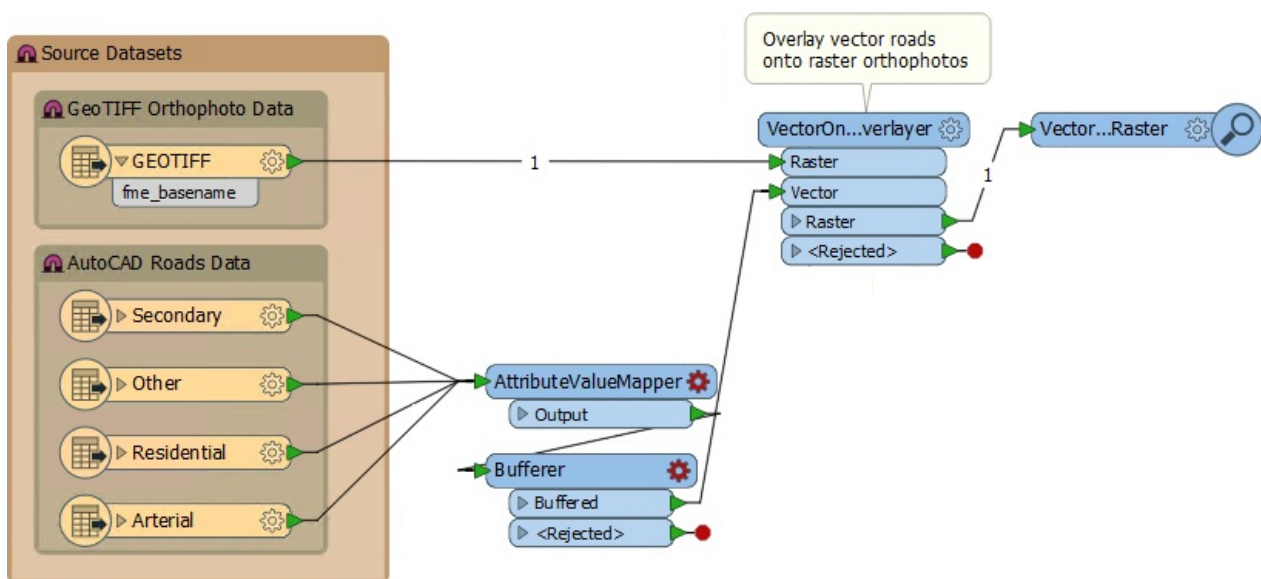 Source Datasets
GeoTIFF Orthophoto Data
GEOTIFF
fme_basename
AutoCAD Roads Data
Secondary
Other
Residential
Arterial
AttributeValueMapper
Output
Bufferer
Buffered
<Rejected>
1
Overlay vector roads
onto raster orthophotos
VectorOn...verlayer
Raster
Vector
Raster
<Rejected>
1
Vector...Raster